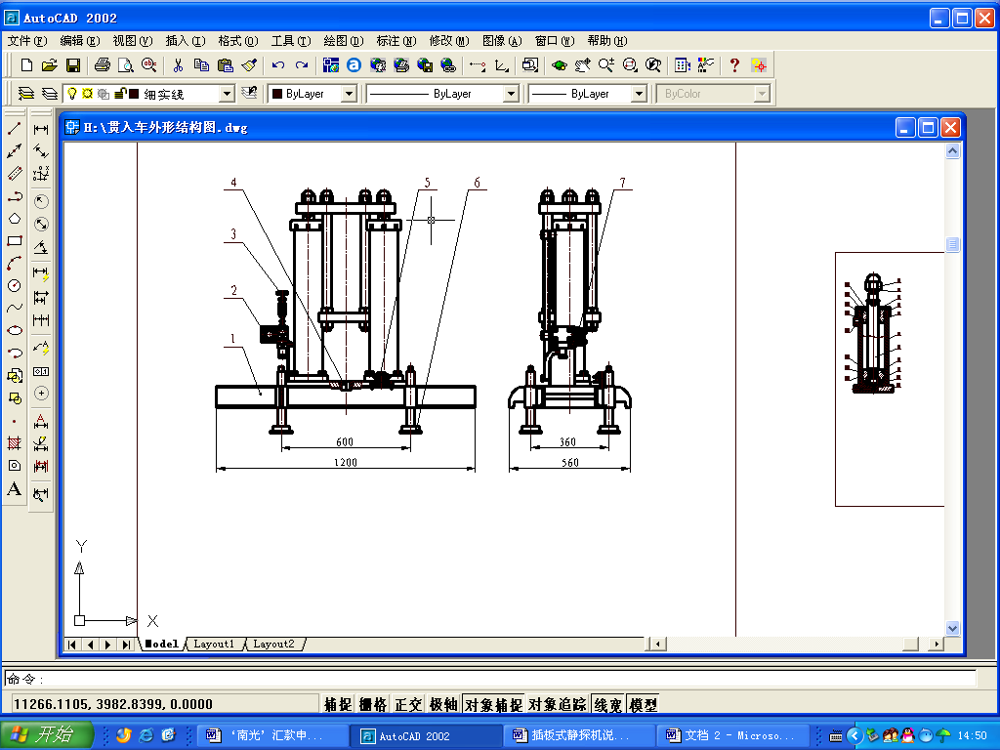 AutoCAD 2002
文件(F) 编辑(E) 视图(V) 插入(I) 格式(O) 工具(T) 绘图(D) 标注(N) 修改(M) 图像(A) 窗口(W) 帮助(H)
细实线 ByLayer ByLayer ByLayer ByColor
H:\贯入车外形结构图.dwg
4 5 6 7
3
2
1
600 360
1200 560
Y
X
Model Layout1 Layout2
命令:
11266.1105, 3982.8399, 0.0000 捕捉 栅格 正交 极轴 对象捕捉 对象追踪 线宽 模型
开始 ‘南光’汇款申... AutoCAD 2002 插板式静探机说... 文档 2 - Microso... 14:50